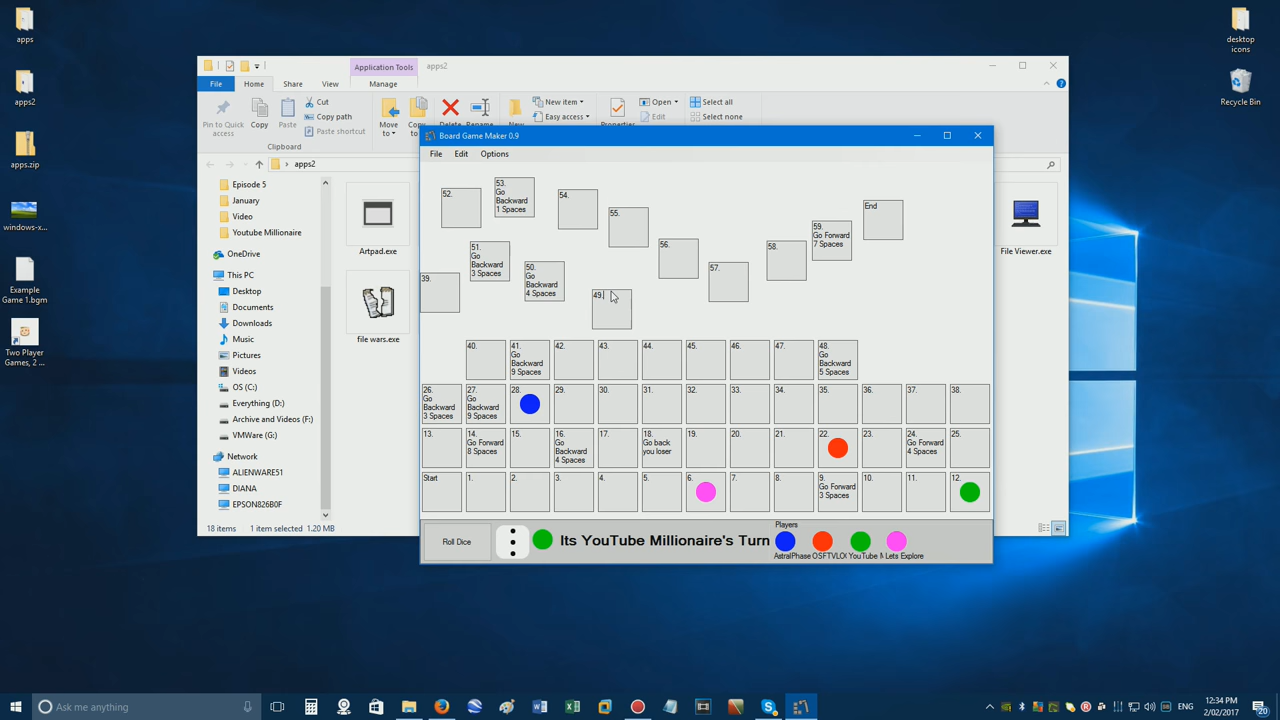 apps
apps2
apps.zip
windows-x...
Example
Game 1.bgm
Two Player
Games, 2 ...
desktop
icons
Recycle Bin
Application Tools
apps2
File
Home
Share
View
Manage
Pin to Quick
access
Copy
Paste
Cut
Copy path
Paste shortcut
Clipboard
Move
to
New item
Easy access
New
Properties
Open
Edit
Select all
Select none
apps2
Episode 5
January
Video
Youtube Millionaire
OneDrive
This PC
Desktop
Documents
Downloads
Music
Pictures
Videos
OS (C:)
Everything (D:)
Archive and Videos (F:)
VMWare (G:)
Network
ALIENWARE51
DIANA
EPSON826B0F
18 items
1 item selected
1.20 MB
Artpad.exe
file wars.exe
File Viewer.exe
Board Game Maker 0.9
File
Edit
Options
52.
53.
Go
Backward
1 Spaces
54.
55.
56.
57.
58.
59.
Go Forward
7 Spaces
End
51.
Go
Backward
3 Spaces
50.
Go
Backward
4 Spaces
49.
39.
40.
41.
Go
Backward
9 Spaces
42.
43.
44.
45.
46.
47.
48.
Go
Backward
5 Spaces
26.
Go
Backward
3 Spaces
27.
Go
Backward
9 Spaces
28.
29.
30.
31.
32.
33.
34.
35.
36.
37.
38.
13.
14.
Go Forward
8 Spaces
15.
16.
Go
Backward
4 Spaces
17.
18.
Go back
you loser
19.
20.
21.
22.
23.
24.
Go Forward
4 Spaces
25.
Start
1.
2.
3.
4.
5.
6.
7.
8.
9.
Go Forward
3 Spaces
10.
11.
12.
Roll Dice
Its YouTube Millionaire's Turn
Players
AstralPhase
OSFTVLO
YouTube
Lets Explore
Ask me anything
ENG
12:34 PM
2/02/2017
20